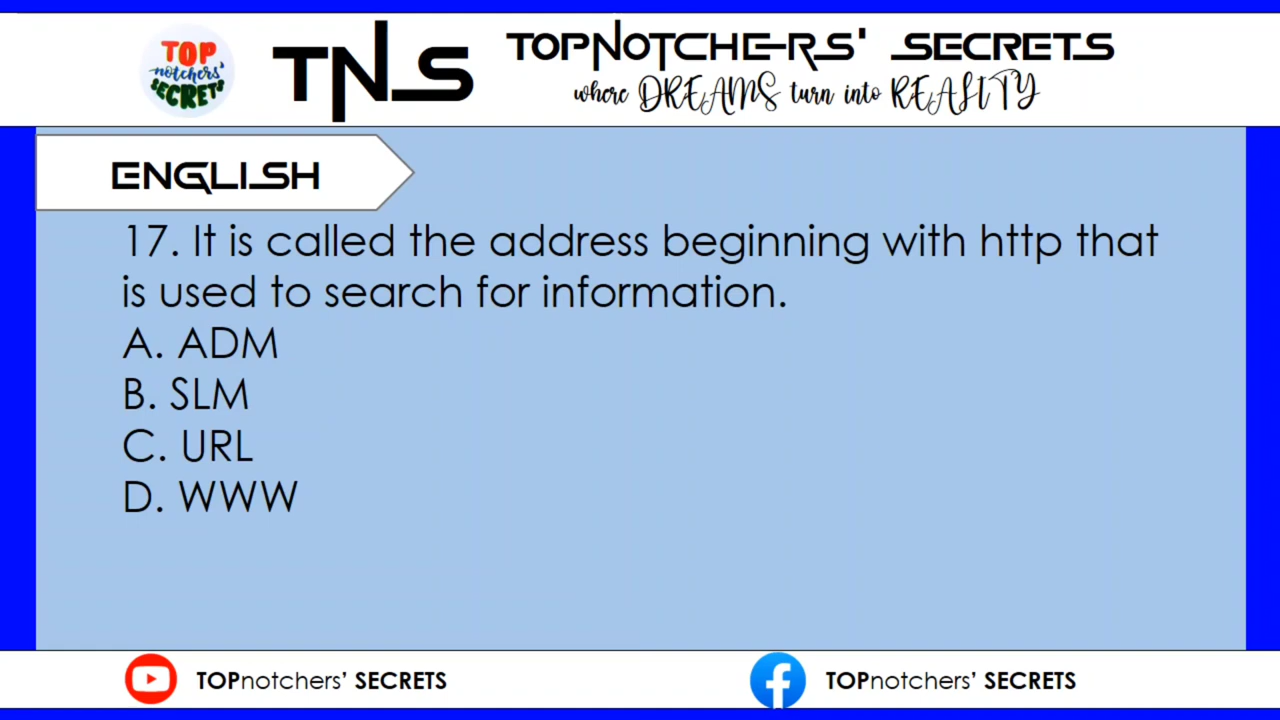 TOP
notchers'
SECRETS
TNS
TOPNOTCHERS' SECRETS
where DREAMS turn into REALITY
ENGLISH
17. It is called the address beginning with http that
is used to search for information.
A. ADM
B. SLM
C. URL
D. WWW
TOPnotchers' SECRETS
TOPnotchers' SECRETS